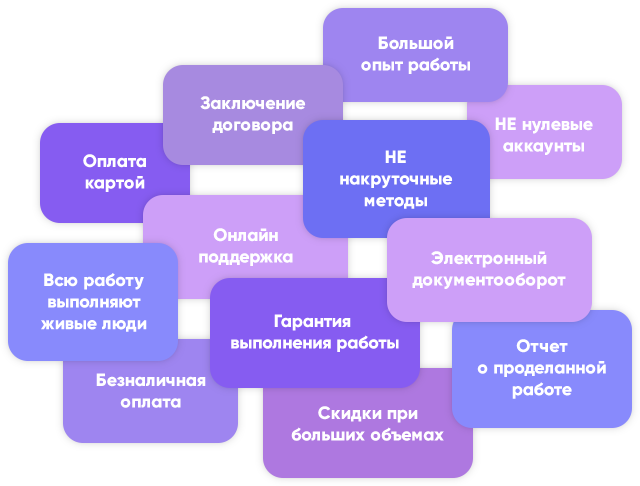 Большой
опыт работы
Заключение
договора
НЕ нулевые
аккаунты
Оплата
картой
НЕ
накруточные
методы
Онлайн
поддержка
Электронный
документооборот
Всю работу
выполняют
живые люди
Гарантия
выполнения работы
Отчет
о проделанной
работе
Безналичная
оплата
Скидки при
больших объемах